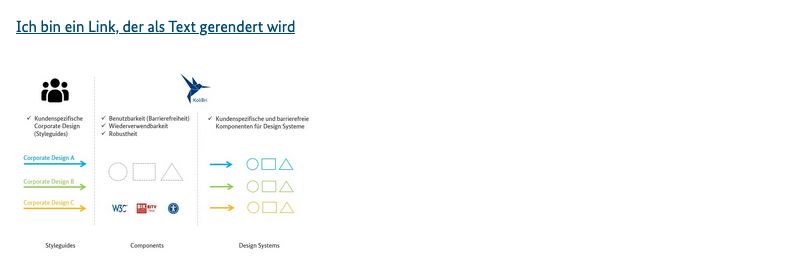 Ich bin ein Link, der als Text gerendert wird
KoliBri
✓ Kundenspezifische
Corporate Design
(Styleguides)
✓ Benutzbarkeit (Barrierefreiheit)
✓ Wiederverwendbarkeit
✓ Robustheit
✓ Kundenspezifische und barrierefreie
Komponenten für Design Systeme
Corporate Design A
Corporate Design B
Corporate Design C
W3C
BIK BITV
Styleguides
Components
Design Systems